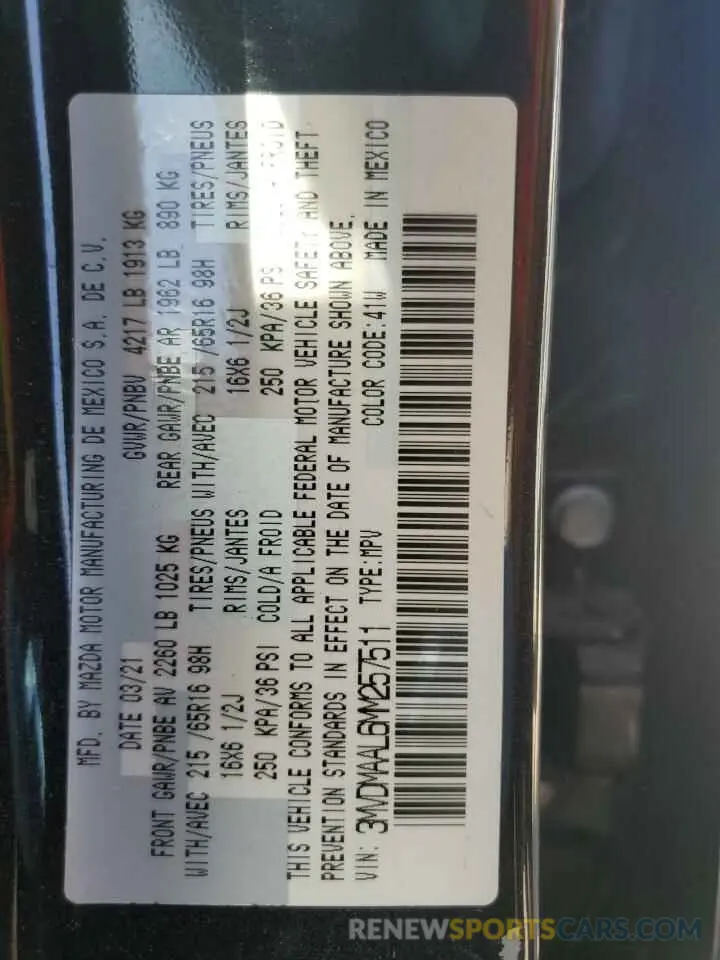 MFD. BY MAZDA MOTOR MANUFACTURING DE MEXICO S.A. DE C.V.
DATE 03/21 GVWR/PNBV 4217 LB 1913 KG
FRONT GAWR/PNBE AV 2260 LB 1025 KG REAR GAWR/PNBE AR 1962 LB 890 KG
WITH/AVEC 215 /65R16 98H TIRES/PNEUS WITH/AVEC 215 /65R16 98H TIRES/PNEUS
16X6 1/2J RIMS/JANTES 16X6 1/2J RIMS/JANTES
250 KPA/36 PSI COLD/A FROID 250 KPA/36 PS FROID
THIS VEHICLE CONFORMS TO ALL APPLICABLE FEDERAL MOTOR VEHICLE SAFETY AND THEFT
PREVENTION STANDARDS IN EFFECT ON THE DATE OF MANUFACTURE SHOWN ABOVE.
VIN: 3MVDMAAL6MM257511 TYPE:MPV COLOR CODE:41W MADE IN MEXICO
RENEWSPORTSCARS.COM